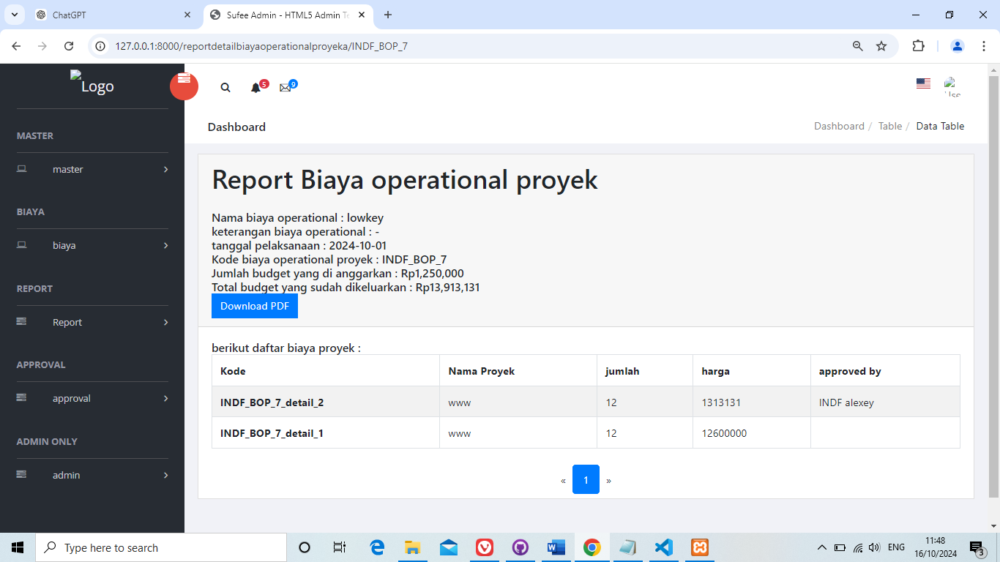 ChatGPT
Sufee Admin - HTML5 Admin Te
127.0.0.1:8000/reportdetailbiayaoperationalproyeka/INDF_BOP_7
Logo
5
9
Use
Dashboard
Dashboard / Table / Data Table
MASTER
master
BIAYA
biaya
REPORT
Report
APPROVAL
approval
ADMIN ONLY
admin
Report Biaya operational proyek
Nama biaya operational : lowkey
keterangan biaya operational : -
tanggal pelaksanaan : 2024-10-01
Kode biaya operational proyek : INDF_BOP_7
Jumlah budget yang di anggarkan : Rp1,250,000
Total budget yang sudah dikeluarkan : Rp13,913,131
Download PDF
berikut daftar biaya proyek :
Kode Nama Proyek jumlah harga approved by
INDF_BOP_7_detail_2 www 12 1313131 INDF alexey
INDF_BOP_7_detail_1 www 12 12600000
« 1 »
Type here to search
ENG
11:48
16/10/2024
3